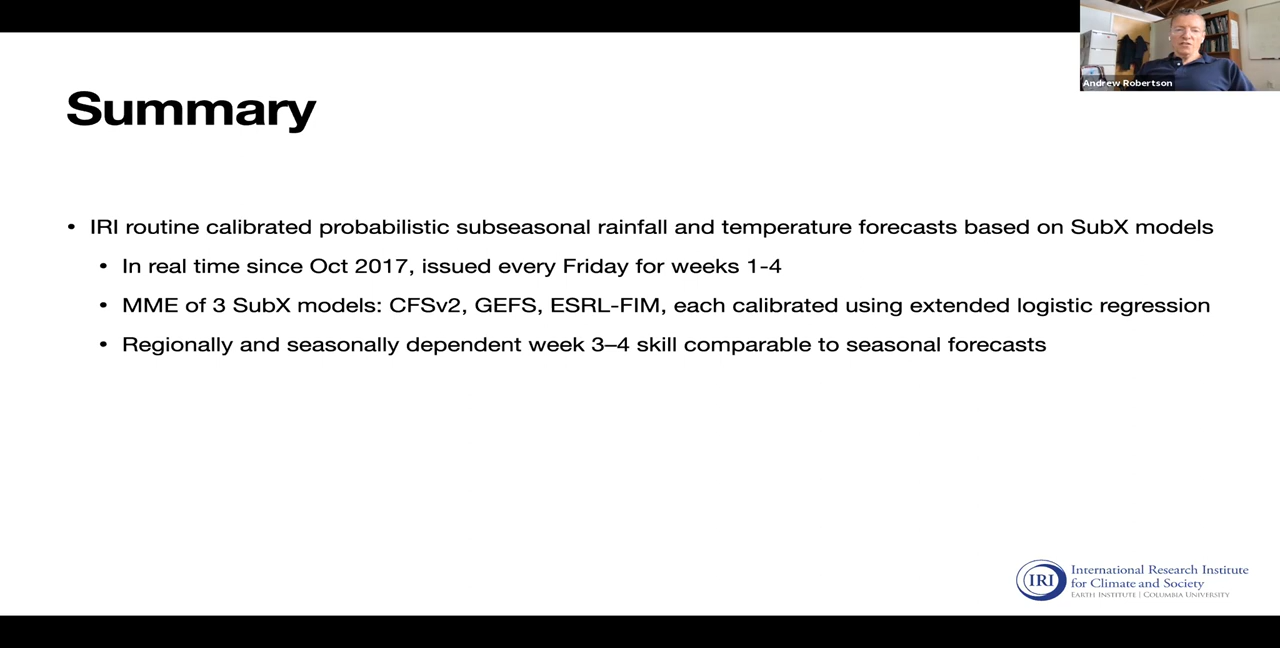 Andrew Robertson
Summary
• IRI routine calibrated probabilistic subseasonal rainfall and temperature forecasts based on SubX models
• In real time since Oct 2017, issued every Friday for weeks 1-4
• MME of 3 SubX models: CFSv2, GEFS, ESRL-FIM, each calibrated using extended logistic regression
• Regionally and seasonally dependent week 3–4 skill comparable to seasonal forecasts
IRI
International Research Institute
for Climate and Society
Earth Institute | Columbia University